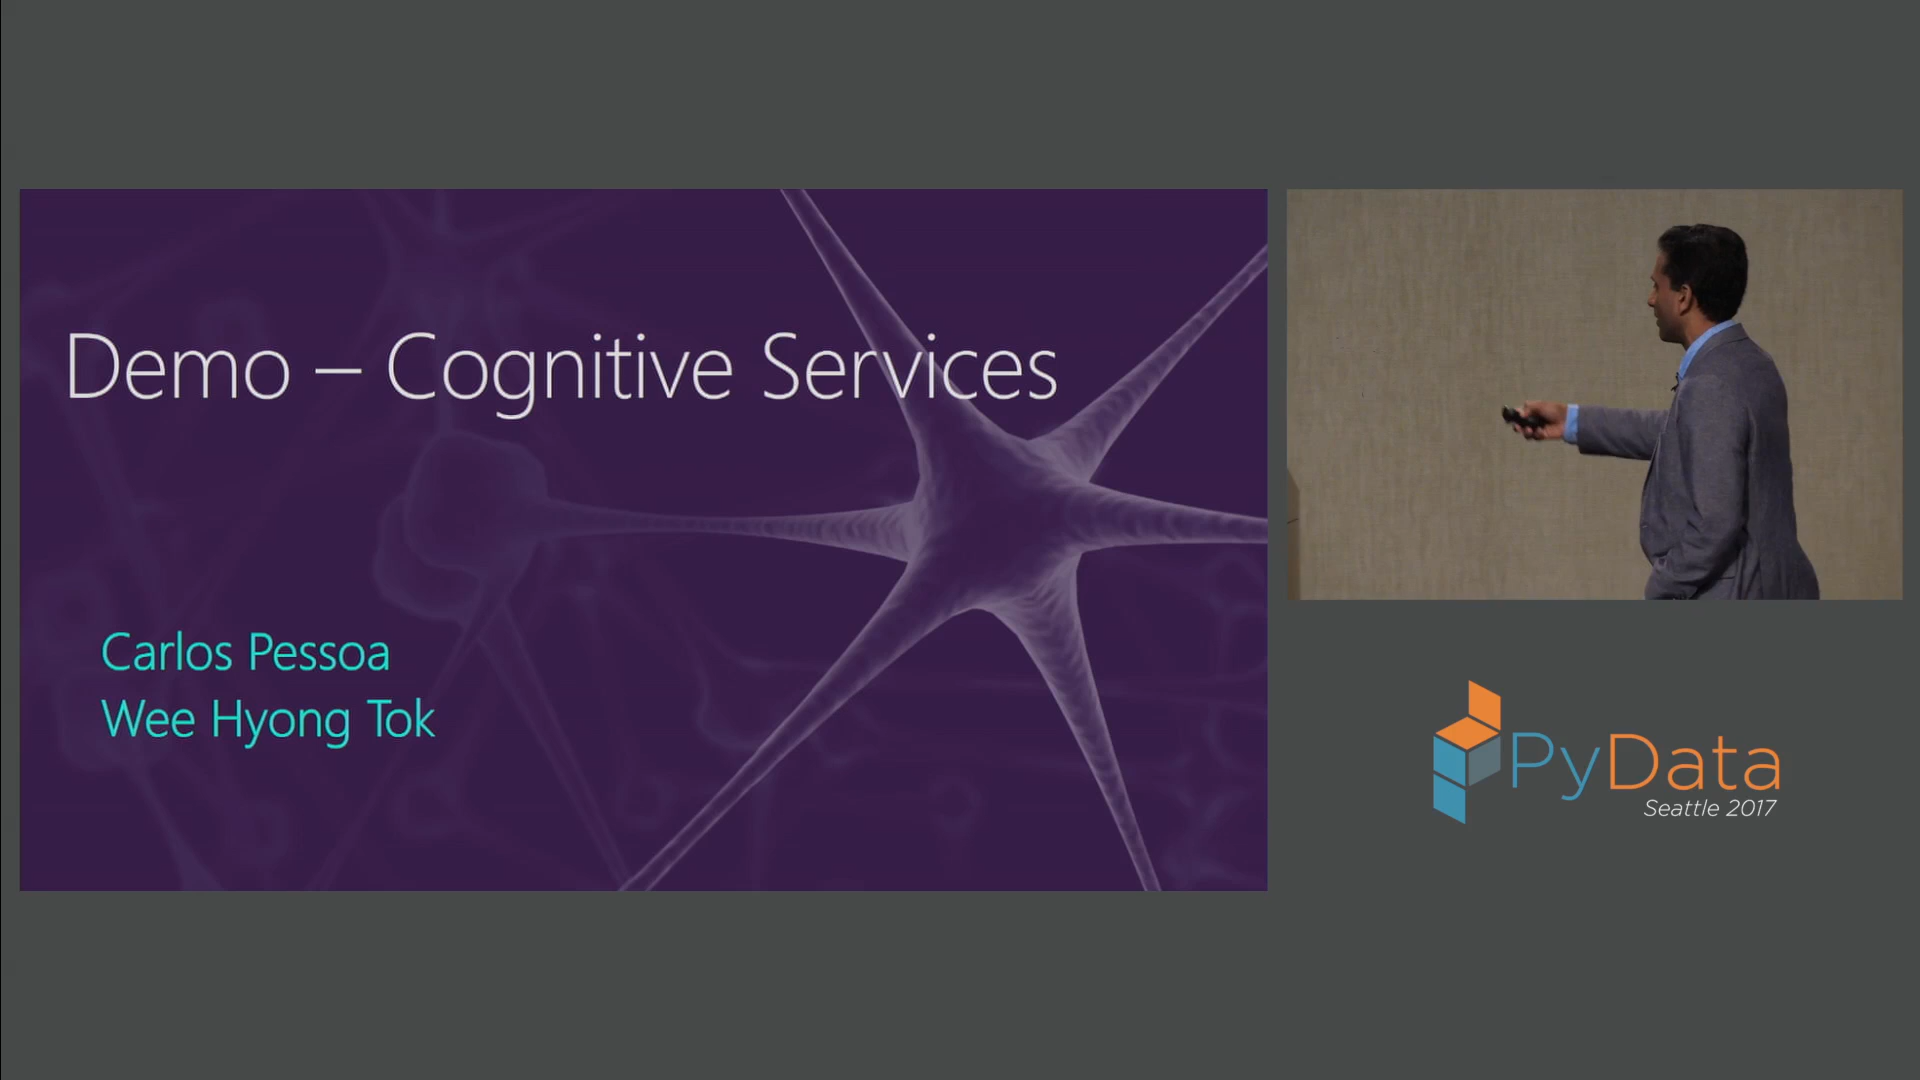 Demo – Cognitive Services
Carlos Pessoa
Wee Hyong Tok
PyData
Seattle 2017